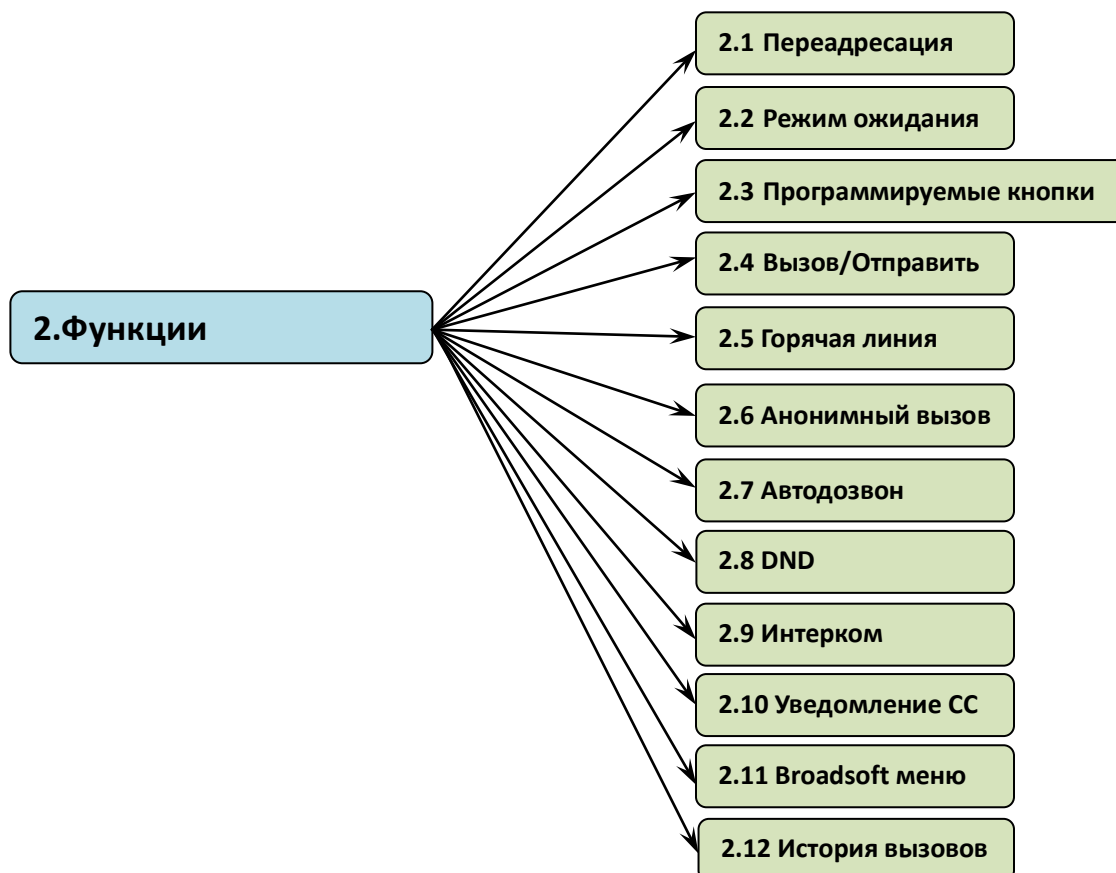 2.1 Переадресация
2.2 Режим ожидания
2.3 Программируемые кнопки
2.4 Вызов/Отправить
2.Функции
2.5 Горячая линия
2.6 Анонимный вызов
2.7 Автодозвон
2.8 DND
2.9 Интерком
2.10 Уведомление СС
2.11 Broadsoft меню
2.12 История вызовов